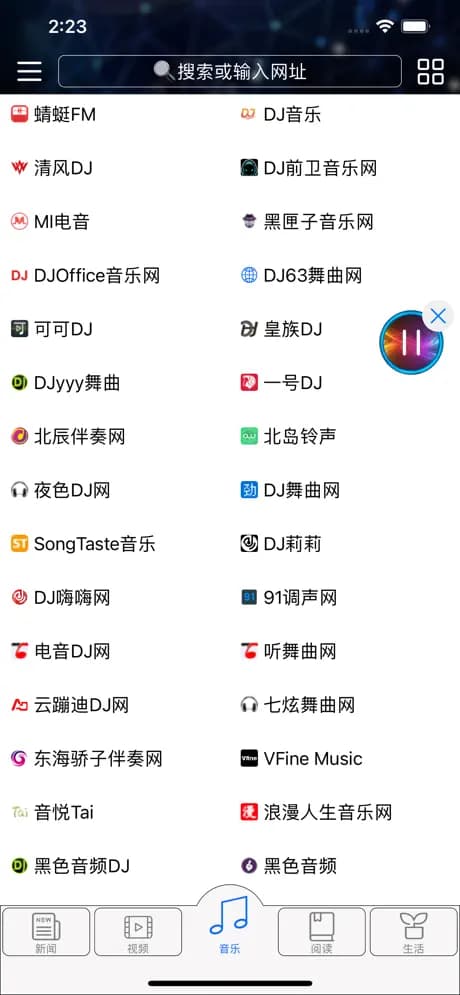 2:23
搜索或输入网址
蜻蜓FM
DJ音乐
清风DJ
DJ前卫音乐网
MI电音
黑匣子音乐网
DJ DJOffice音乐网
DJ63舞曲网
可可DJ
皇族DJ
DJyyy舞曲
一号DJ
北辰伴奏网
北岛铃声
夜色DJ网
劲 DJ舞曲网
ST SongTaste音乐
DJ莉莉
DJ嗨嗨网
91 91调声网
电音DJ网
听舞曲网
云蹦迪DJ网
七炫舞曲网
东海骄子伴奏网
Vfine VFine Music
Tai 音悦Tai
漫 浪漫人生音乐网
黑色音频DJ
黑色音频
NEW
新闻
视频
音乐
阅读
生活